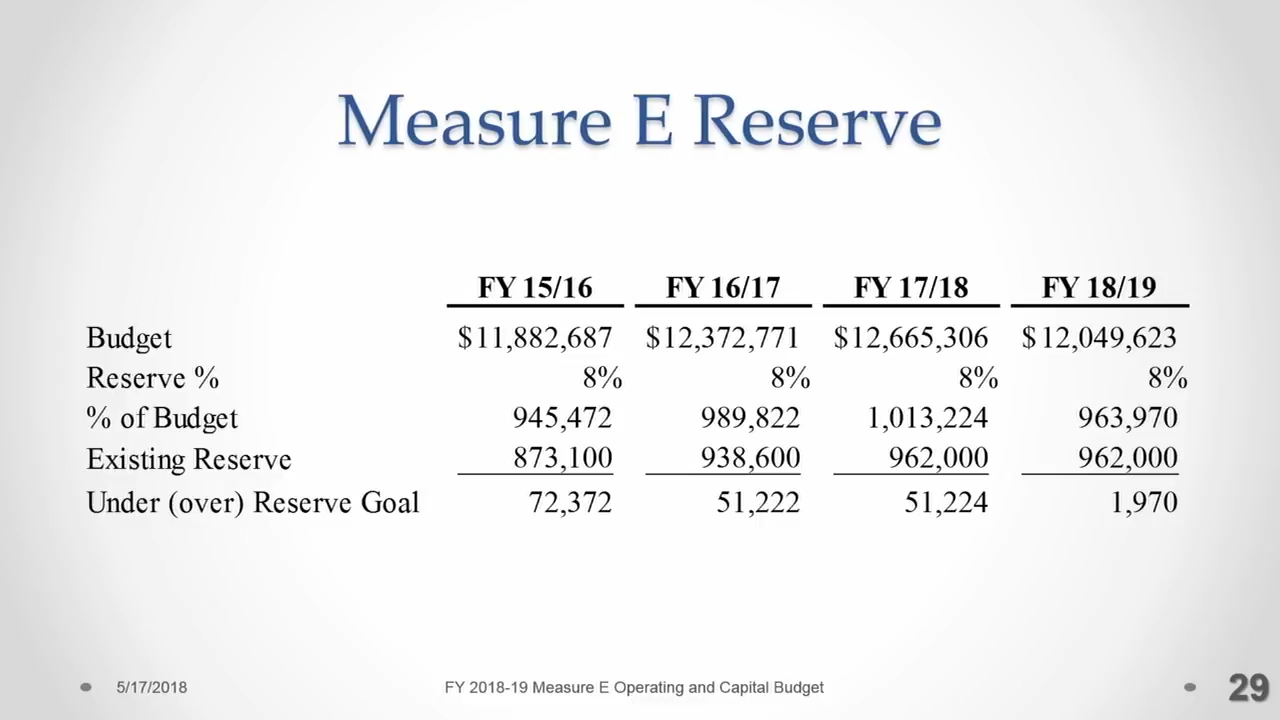 Measure E Reserve
FY 15/16 FY 16/17 FY 17/18 FY 18/19
Budget $11,882,687 $12,372,771 $12,665,306 $12,049,623
Reserve % 8% 8% 8% 8%
% of Budget 945,472 989,822 1,013,224 963,970
Existing Reserve 873,100 938,600 962,000 962,000
Under (over) Reserve Goal 72,372 51,222 51,224 1,970
5/17/2018 FY 2018-19 Measure E Operating and Capital Budget 29